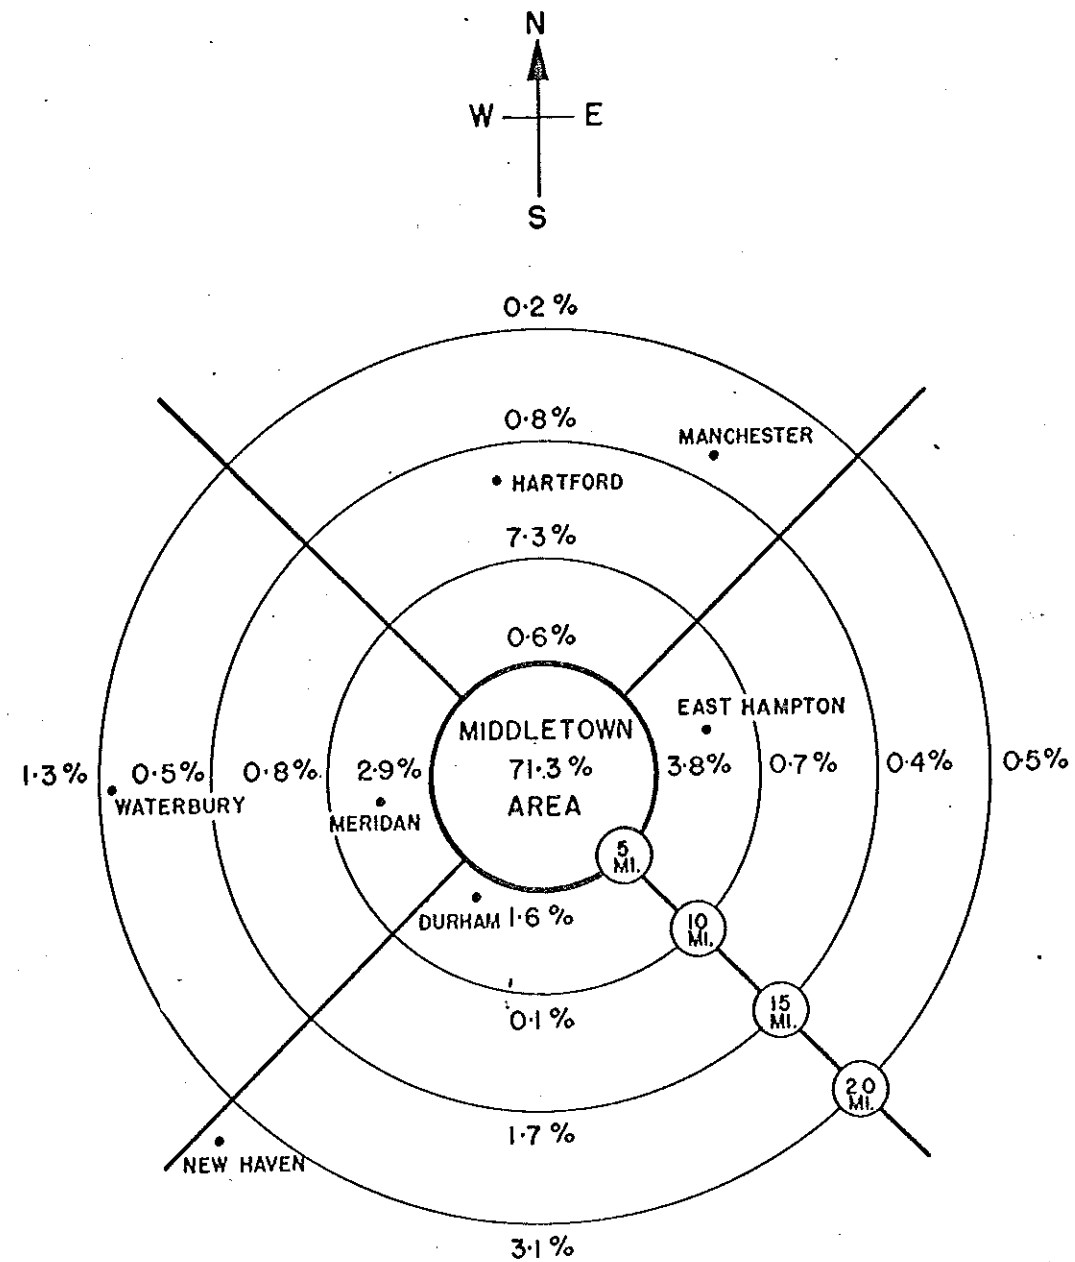 N
W E
S
0·2%
0·8%
MANCHESTER
HARTFORD
7·3%
0·6%
EAST HAMPTON
MIDDLETOWN
1·3% 0·5% 0·8% 2·9% 71·3% 3·8% 0·7% 0·4% 0·5%
WATERBURY
AREA
MERIDAN
5
MI.
DURHAM 1·6%
10
MI.
0·1%
15
MI.
20
MI.
1·7%
NEW HAVEN
3·1%